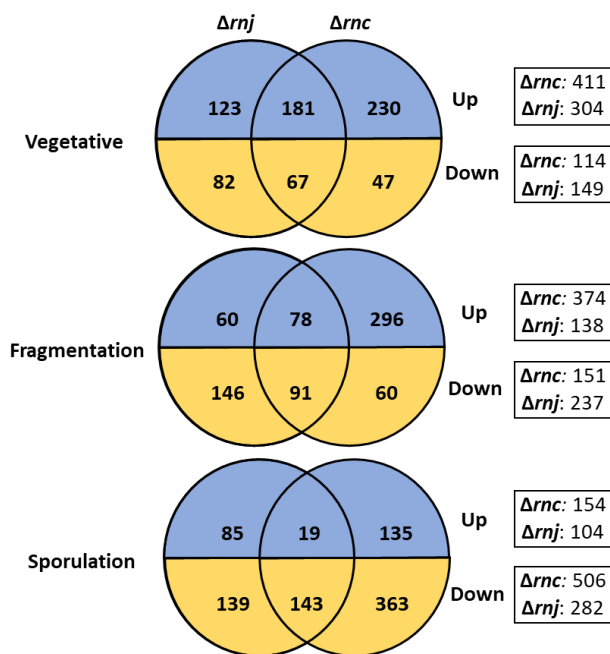 Δrnj Δrnc
123 181 230 Up
Δrnc: 411
Δrnj: 304
Vegetative
82 67 47 Down
Δrnc: 114
Δrnj: 149
60 78 296 Up
Δrnc: 374
Δrnj: 138
Fragmentation
146 91 60 Down
Δrnc: 151
Δrnj: 237
85 19 135 Up
Δrnc: 154
Δrnj: 104
Sporulation
139 143 363 Down
Δrnc: 506
Δrnj: 282